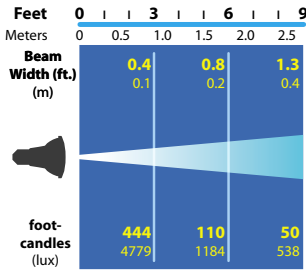 Feet 0 3 6 9
Meters 0 0.5 1.0 1.5 2.0 2.5
Beam 0.4 0.8 1.3
Width (ft.)
(m) 0.1 0.2 0.4
foot- 444 110 50
candles
(lux) 4779 1184 538